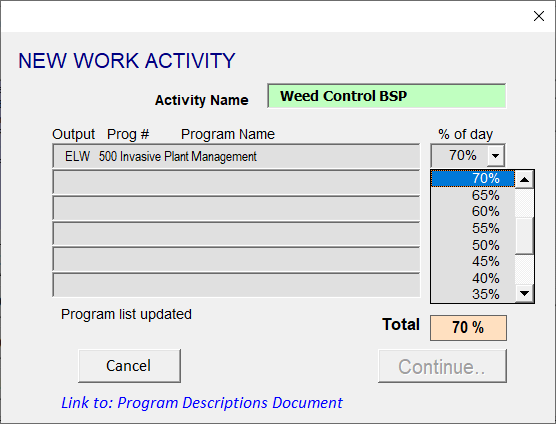 NEW WORK ACTIVITY
Activity Name Weed Control BSP
Output Prog # Program Name % of day
ELW 500 Invasive Plant Management 70%
70%
65%
60%
55%
50%
45%
40%
35%
Program list updated
Total 70 %
Cancel Continue..
Link to: Program Descriptions Document